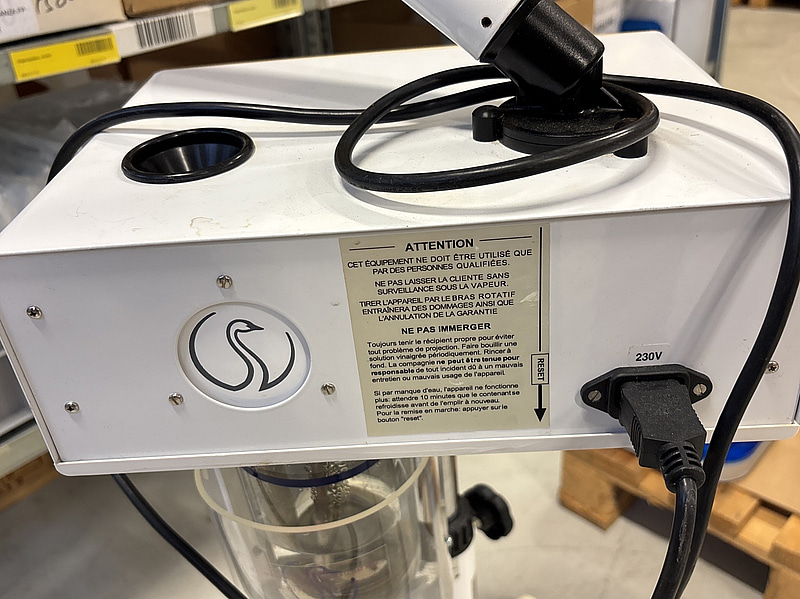 ATTENTION
CET ÉQUIPEMENT NE DOIT ÊTRE UTILISÉ QUE
PAR DES PERSONNES QUALIFIÉES.
NE PAS LAISSER LA CLIENTE SANS
SURVEILLANCE SOUS LA VAPEUR.
TIRER L'APPAREIL PAR LE BRAS ROTATIF
ENTRAÎNERA DES DOMMAGES AINSI QUE
L'ANNULATION DE LA GARANTIE
NE PAS IMMERGER
Toujours tenir le récipient propre pour éviter
tout problème de projection. Faire bouillir une
solution vinaigrée périodiquement. Rincer à
fond. La compagnie ne peut être tenue pour
responsable de tout incident dû à un mauvais
entretien ou mauvais usage de l'appareil.
Si par manque d'eau, l'appareil ne fonctionne
plus: attendre 10 minutes que le contenant se
refroidisse avant de l'emplir à nouveau.
Pour la remise en marche: appuyer sur le
bouton "reset".
RESET
230V